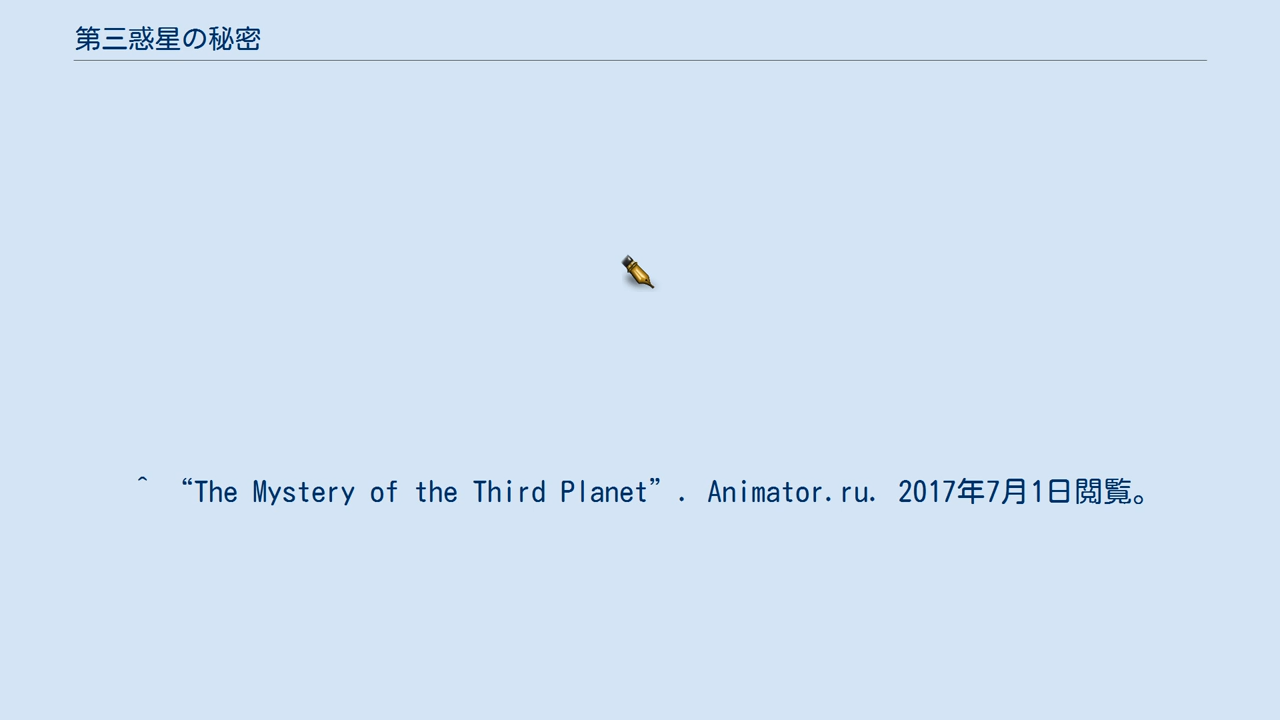 第三惑星の秘密
^ “The Mystery of the Third Planet”. Animator.ru. 2017年7月1日閲覧。